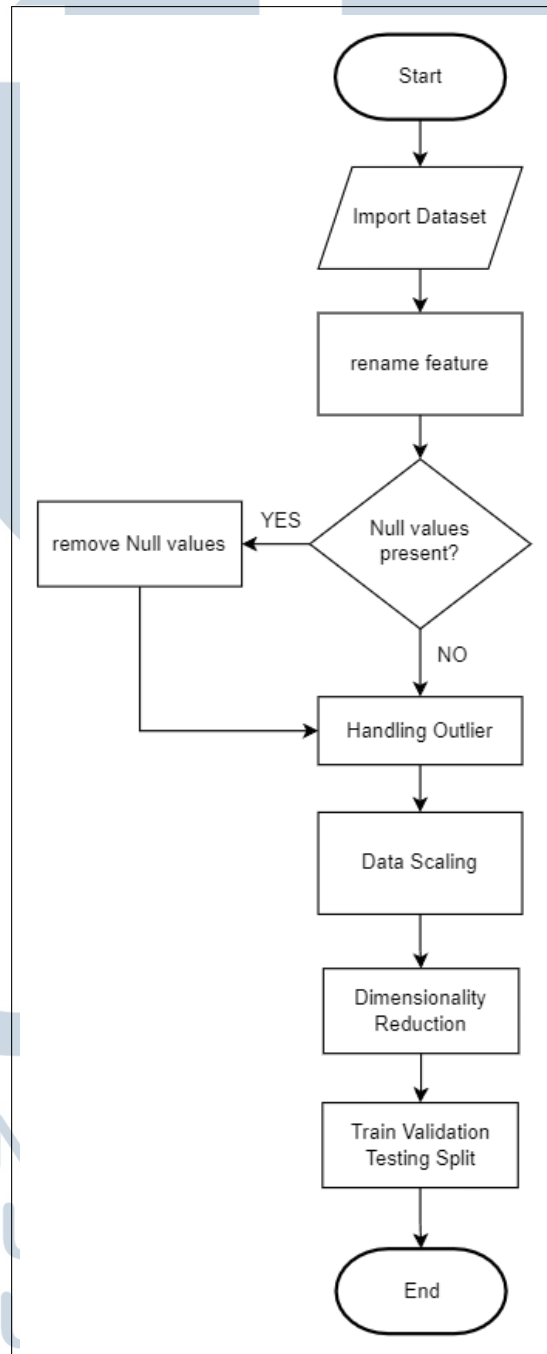 Start
Import Dataset
rename feature
Null values
present?
YES
remove Null values
NO
Handling Outlier
Data Scaling
Dimensionality
Reduction
Train Validation
Testing Split
End